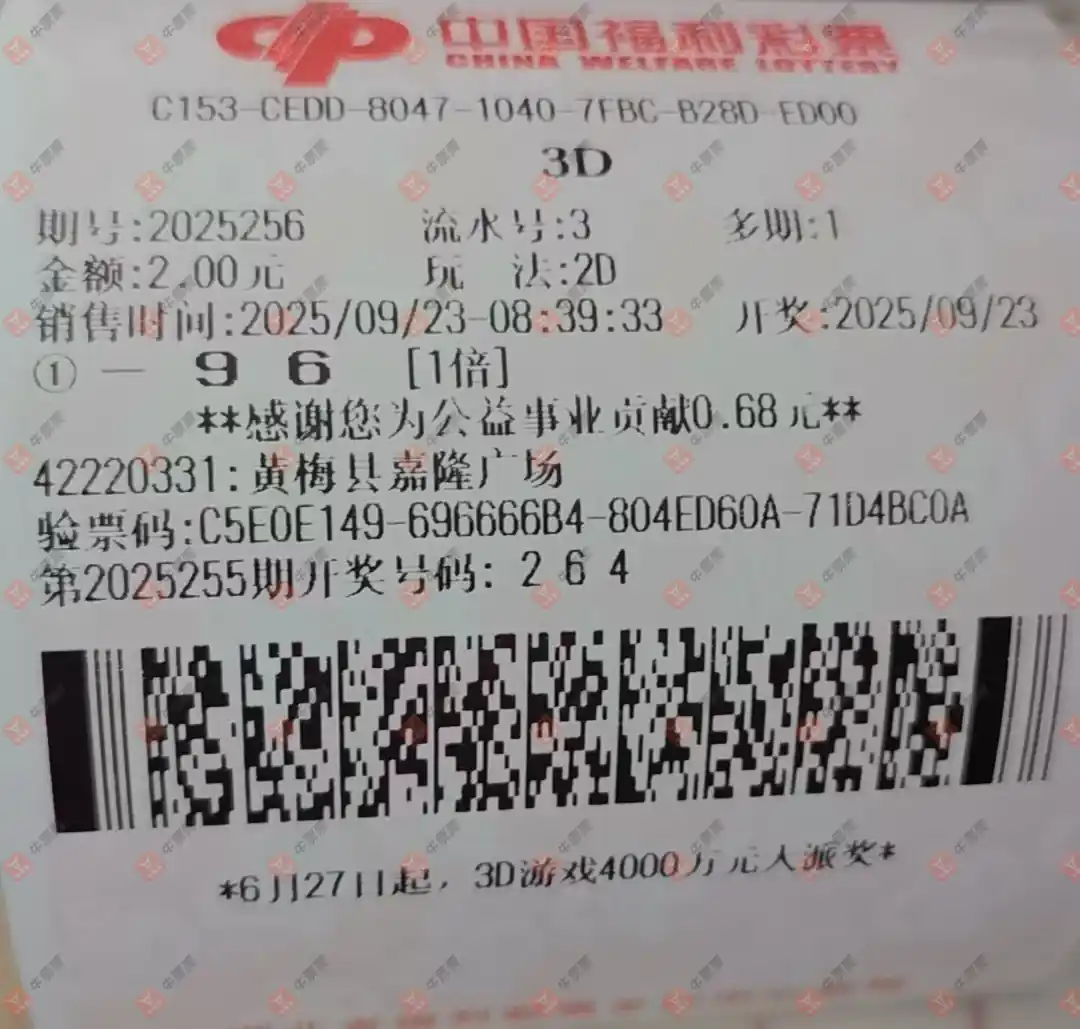 中国福利彩票
CHINA WELFARE LOTTERY
C153-CEDD-8047-1040-7FBC-B28D-ED00
3D
期号:2025256 流水号:3 多期:1
金额:2.00元 玩 法:2D
销售时间:2025/09/23-08:39:33 开奖:2025/09/23
① — 9 6 [1倍]
**感谢您为公益事业贡献0.68元**
42220331:黄梅县嘉隆广场
验票码:C5E0E149-696666B4-804ED60A-71D4BC0A
第2025255期开奖号码: 2 6 4
*6月27日起，3D游戏4000万元大派奖*